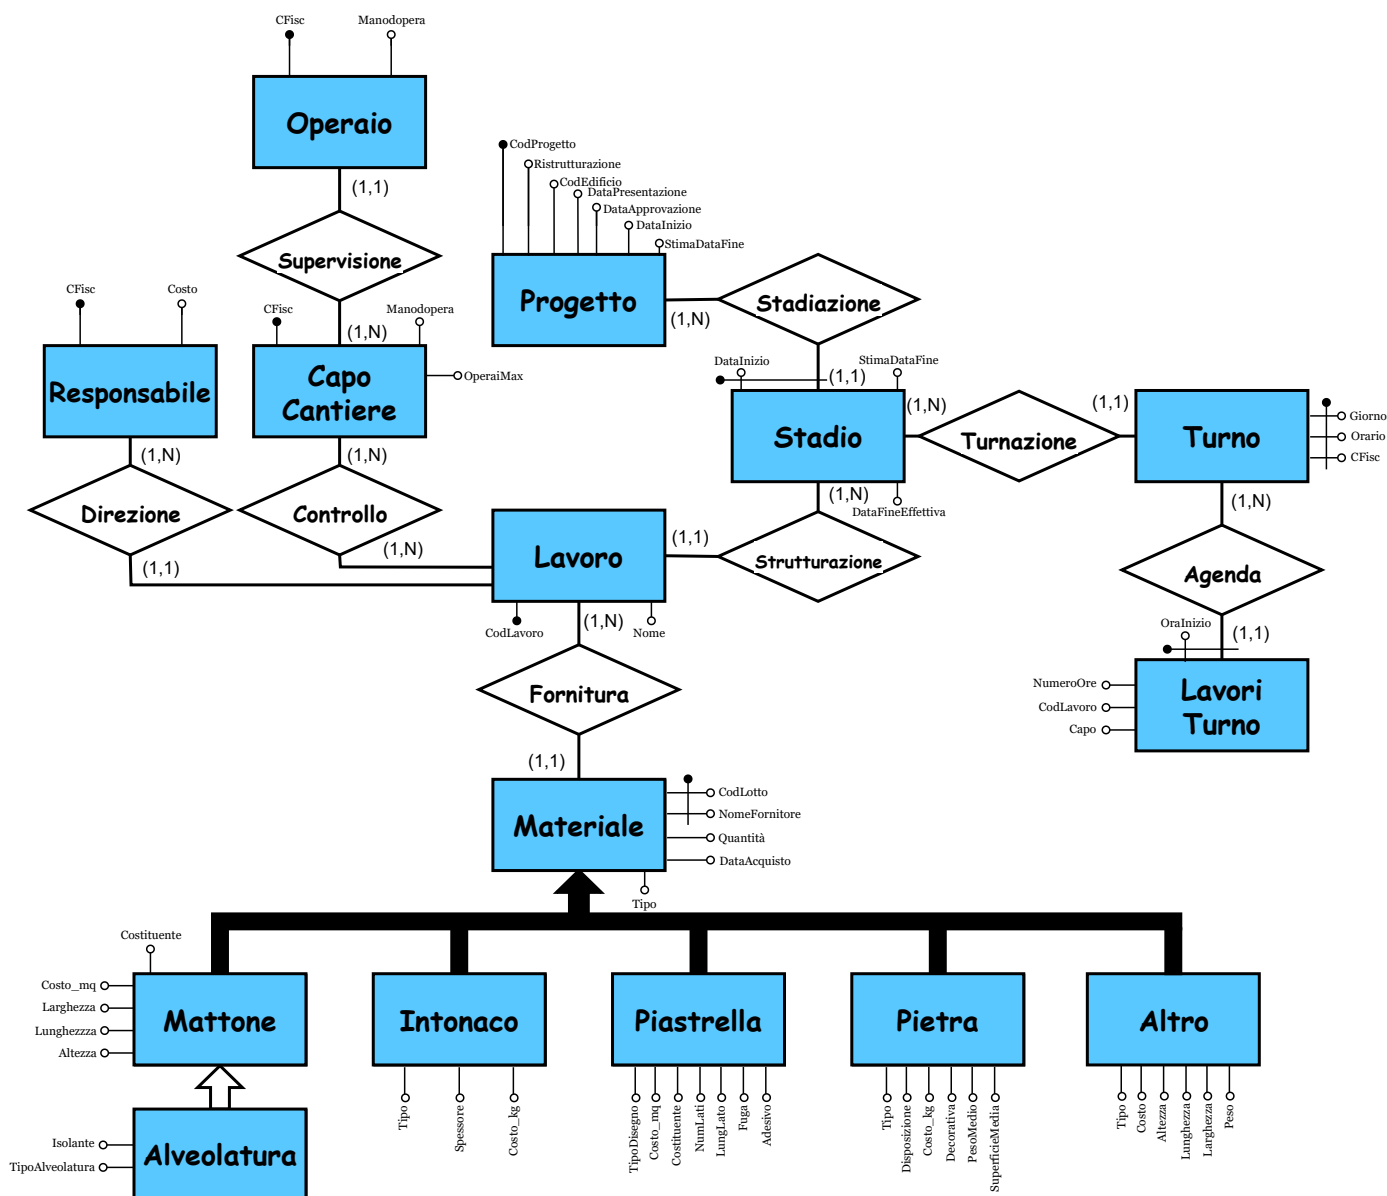 CFisc
Manodopera
Operaio
(1,1)
Supervisione
(1,N)
CFisc
Costo
Responsabile
(1,N)
Direzione
(1,1)
CFisc
Manodopera
OperaiMax
Capo
Cantiere
(1,N)
Controllo
(1,N)
CodProgetto
Ristrutturazione
CodEdificio
DataPresentazione
DataApprovazione
DataInizio
StimaDataFine
Progetto
(1,N)
Stadiazione
(1,1)
DataInizio
StimaDataFine
Stadio
(1,N)
Turnazione
(1,1)
Turno
Giorno
Orario
CFisc
(1,N)
DataFineEffettiva
Strutturazione
(1,1)
Lavoro
CodLavoro
Nome
(1,N)
Fornitura
(1,1)
(1,N)
Agenda
(1,1)
OraInizio
NumeroOre
CodLavoro
Capo
Lavori
Turno
Materiale
CodLotto
NomeFornitore
Quantità
DataAcquisto
Tipo
Costituente
Costo_mq
Larghezza
Lunghezzza
Altezza
Mattone
Isolante
TipoAlveolatura
Alveolatura
Intonaco
Tipo
Spessore
Costo_kg
Piastrella
TipoDisegno
Costo_mq
Costituente
NumLati
LungLato
Fuga
Adesivo
Pietra
Tipo
Disposizione
Costo_kg
Decorativa
PesoMedio
SuperficieMedia
Altro
Tipo
Costo
Altezza
Lunghezza
Larghezza
Peso